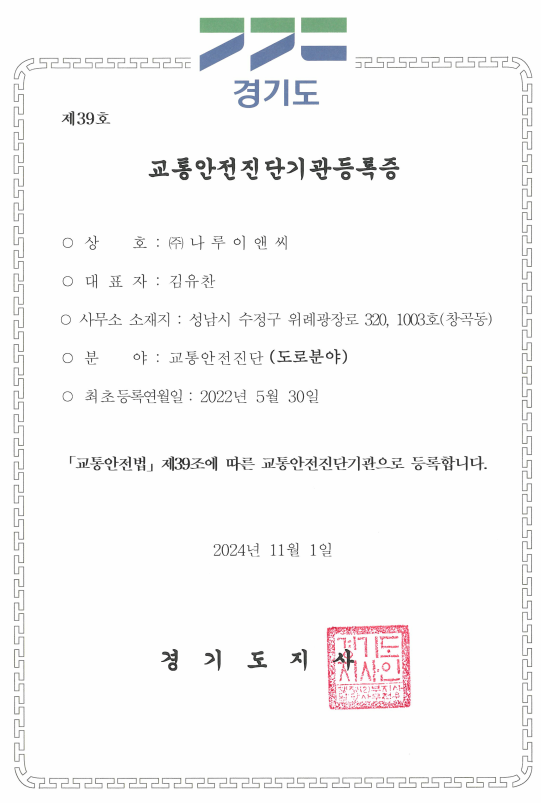 경기도
제39호
교통안전진단기관등록증
○ 상 호 : ㈜나루이앤씨
○ 대 표 자 : 김유찬
○ 사무소 소재지 : 성남시 수정구 위례광장로 320, 1003호(창곡동)
○ 분 야 : 교통안전진단 (도로분야)
○ 최초등록연월일 : 2022년 5월 30일
「교통안전법」 제39조에 따른 교통안전진단기관으로 등록합니다.
2024년 11월 1일
경 기 도 지 사
경기도
지사인